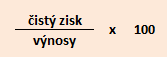 čistý zisk
výnosy
x 100